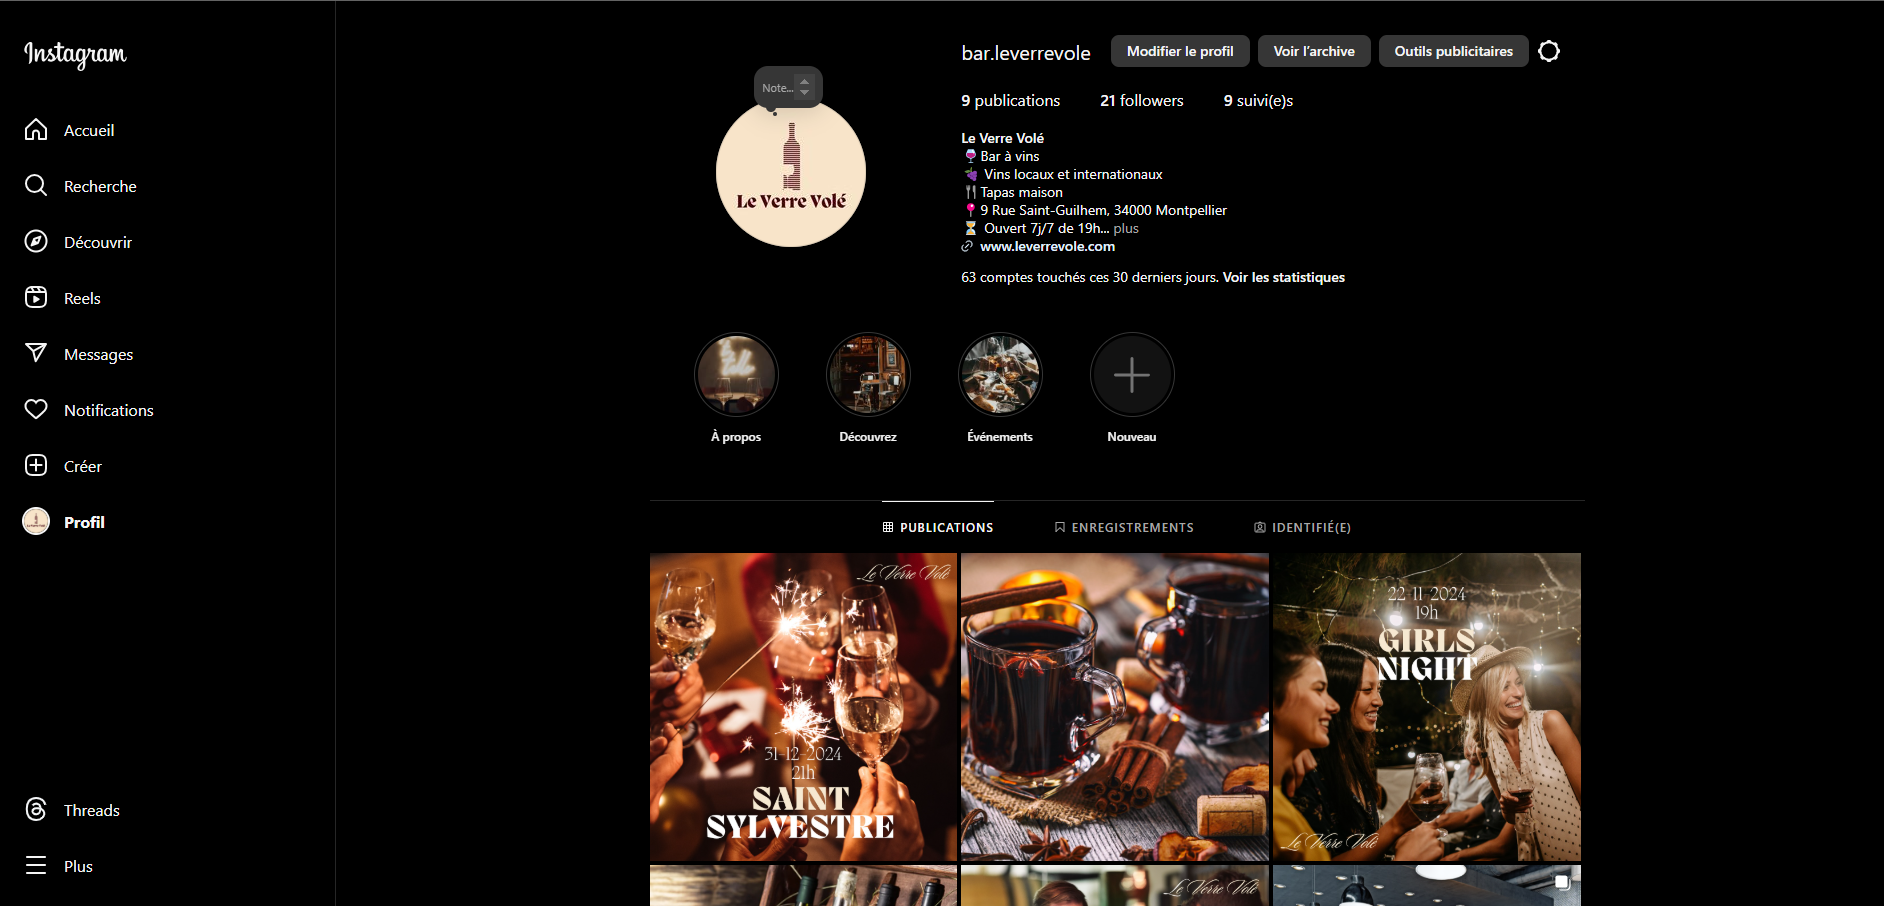 Instagram
Accueil
Recherche
Découvrir
Reels
Messages
Notifications
Créer
Profil
Threads
Plus
bar.leverrevole
Modifier le profil
Voir l’archive
Outils publicitaires
9 publications
21 followers
9 suivi(e)s
Note...
Le Verre Volé
Le Verre Volé
🍷 Bar à vins
🍇 Vins locaux et internationaux
🍴 Tapas maison
📍 9 Rue Saint-Guilhem, 34000 Montpellier
⏳ Ouvert 7j/7 de 19h... plus
www.leverrevole.com
63 comptes touchés ces 30 derniers jours. Voir les statistiques
À propos
Découvrez
Événements
Nouveau
PUBLICATIONS
ENREGISTREMENTS
IDENTIFIÉ(E)
Le Verre Volé
31-12-2024
21h
SAINT
SYLVESTRE
22-11-2024
19h
GIRLS
NIGHT
Le Verre Volé
Le Verre Volé